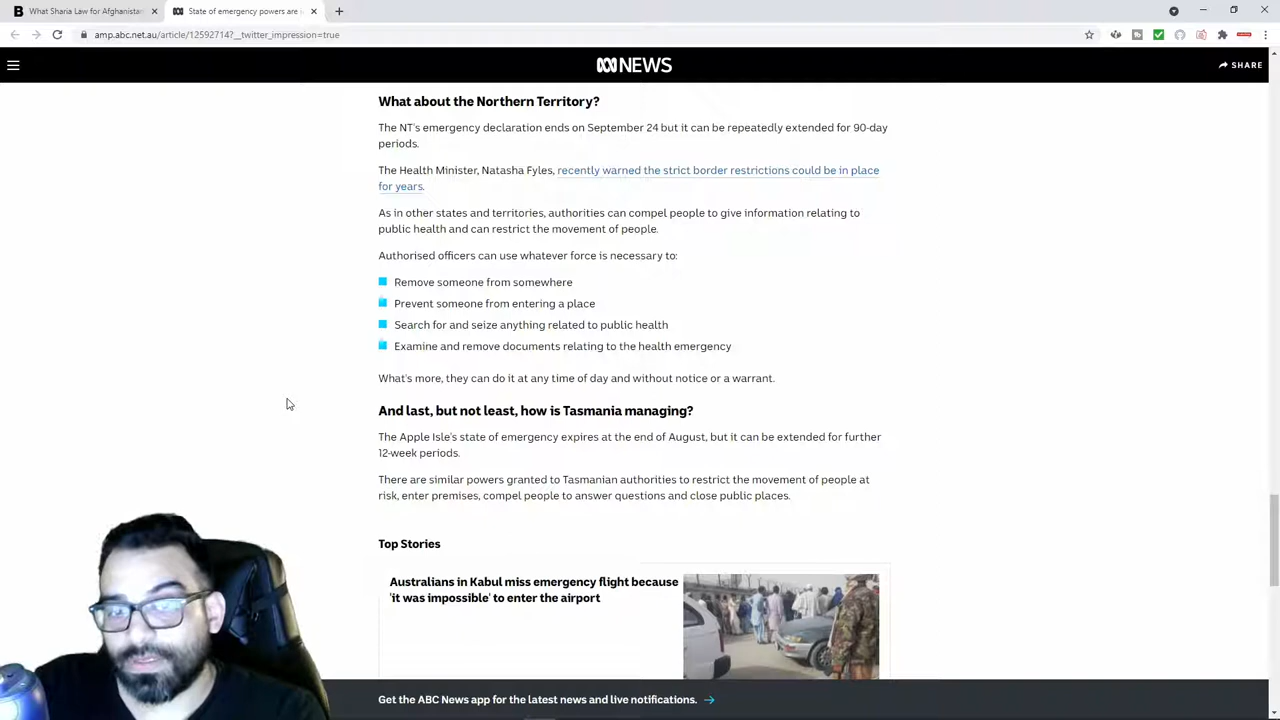 What Sharia Law for Afghanistan
State of emergency powers are
amp.abc.net.au/article/12592714?__twitter_impression=true
NEWS
SHARE
What about the Northern Territory?
The NT's emergency declaration ends on September 24 but it can be repeatedly extended for 90-day
periods.
The Health Minister, Natasha Fyles, recently warned the strict border restrictions could be in place
for years.
As in other states and territories, authorities can compel people to give information relating to
public health and can restrict the movement of people.
Authorised officers can use whatever force is necessary to:
Remove someone from somewhere
Prevent someone from entering a place
Search for and seize anything related to public health
Examine and remove documents relating to the health emergency
What's more, they can do it at any time of day and without notice or a warrant.
And last, but not least, how is Tasmania managing?
The Apple Isle's state of emergency expires at the end of August, but it can be extended for further
12-week periods.
There are similar powers granted to Tasmanian authorities to restrict the movement of people at
risk, enter premises, compel people to answer questions and close public places.
Top Stories
Australians in Kabul miss emergency flight because
'it was impossible' to enter the airport
Get the ABC News app for the latest news and live notifications.